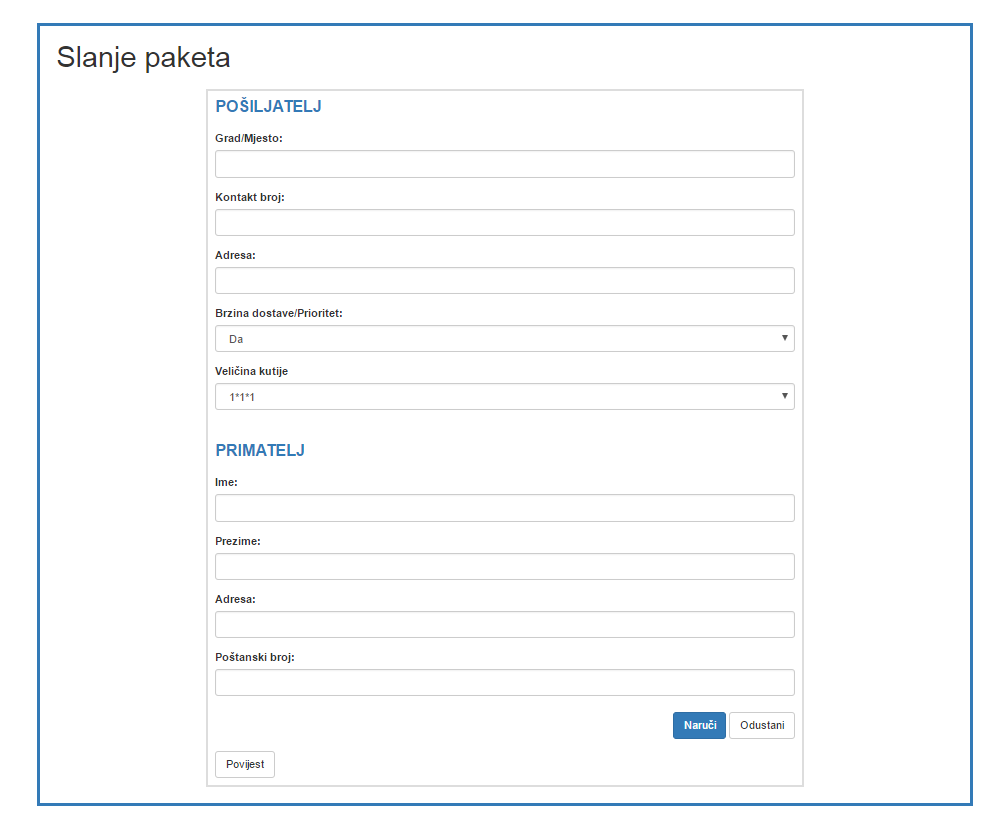 Slanje paketa
POŠILJATELJ
Grad/Mjesto:
Kontakt broj:
Adresa:
Brzina dostave/Prioritet:
Da
Veličina kutije
1*1*1
PRIMATELJ
Ime:
Prezime:
Adresa:
Poštanski broj:
Naruči Odustani
Povijest